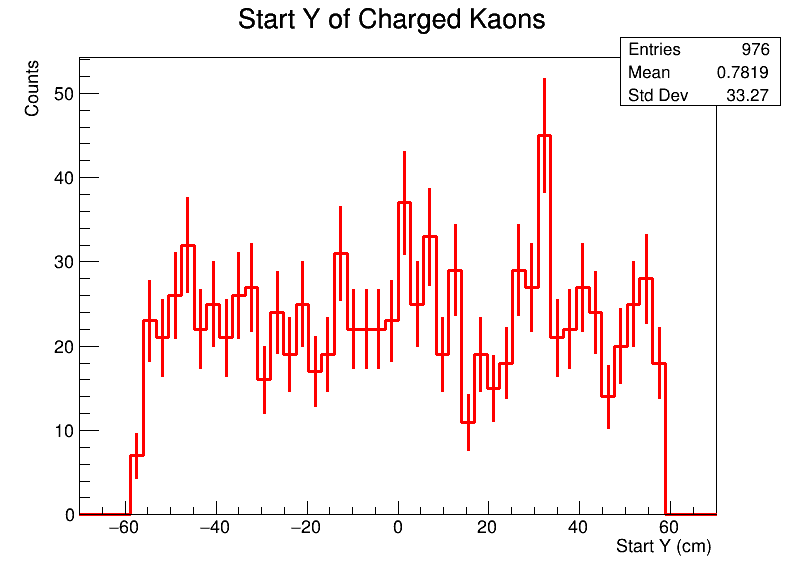 Start Y of Charged Kaons
Entries 976
Mean 0.7819
Std Dev 33.27
Counts
50
40
30
20
10
0
−60 −40 −20 0 20 40 60
Start Y (cm)